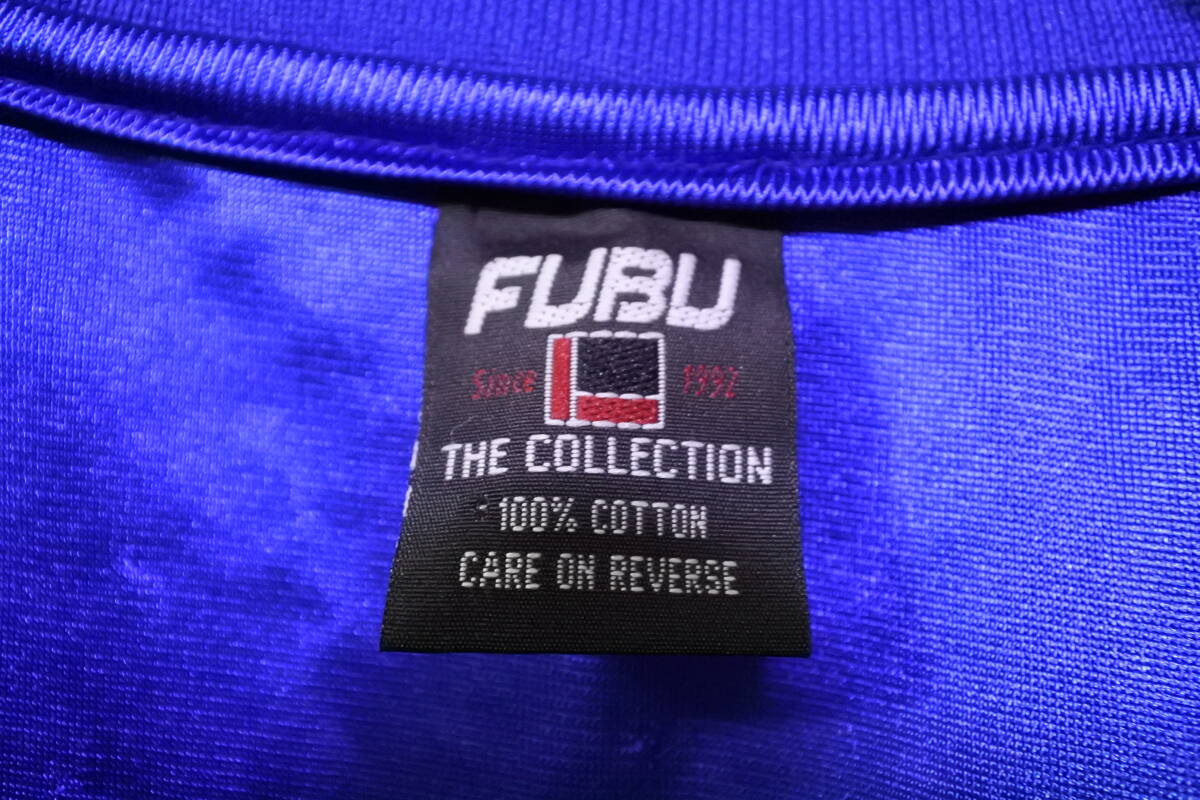 FUBU
Since 1992
THE COLLECTION
100% COTTON
CARE ON REVERSE